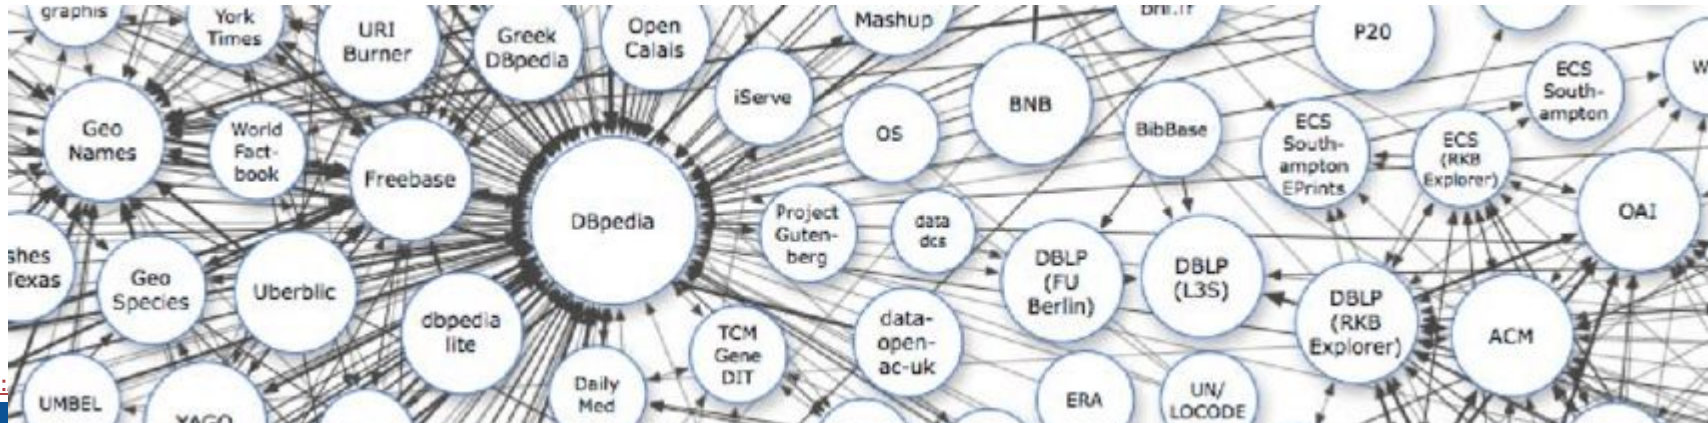 graphis
York
Times
URI
Burner
Greek
DBpedia
Open
Calais
iServe
Mashup
BNB
OS
BibBase
P20
ECS
South-
ampton
EPrints
ECS
(RKB
Explorer)
ECS
South-
ampton
W
Geo
Names
World
Fact-
book
Freebase
DBpedia
Project
Guten-
berg
data
dcs
DBLP
(FU
Berlin)
DBLP
(L3S)
OAI
shes
Texas
Geo
Species
Uberblic
dbpedia
lite
TCM
Gene
DIT
data-
open-
ac-uk
DBLP
(RKB
Explorer)
ACM
UMBEL
YAGO
Daily
Med
ERA
UN/
LOCODE